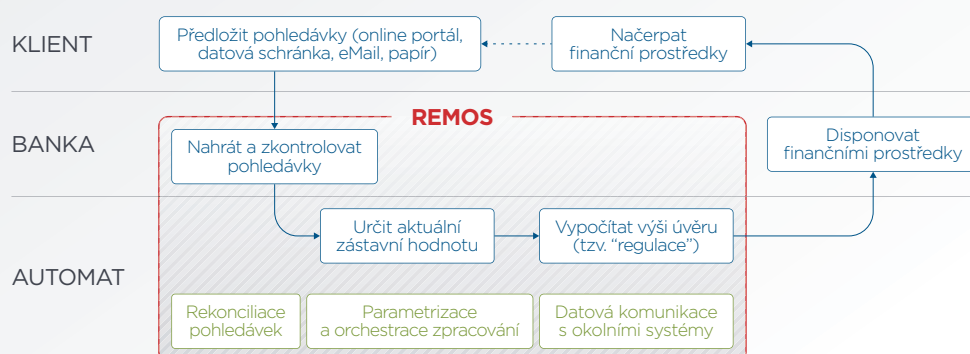 KLIENT
Předložit pohledávky (online portál,
datová schránka, eMail, papír)
Načerpat
finanční prostředky
REMOS
BANKA
Nahrát a zkontrolovat
pohledávky
Disponovat
finančními prostředky
AUTOMAT
Určit aktuální
zástavní hodnotu
Vypočítat výši úvěru
(tzv. “regulace”)
Rekonciliace
pohledávek
Parametrizace
a orchestrace zpracování
Datová komunikace
s okolními systémy